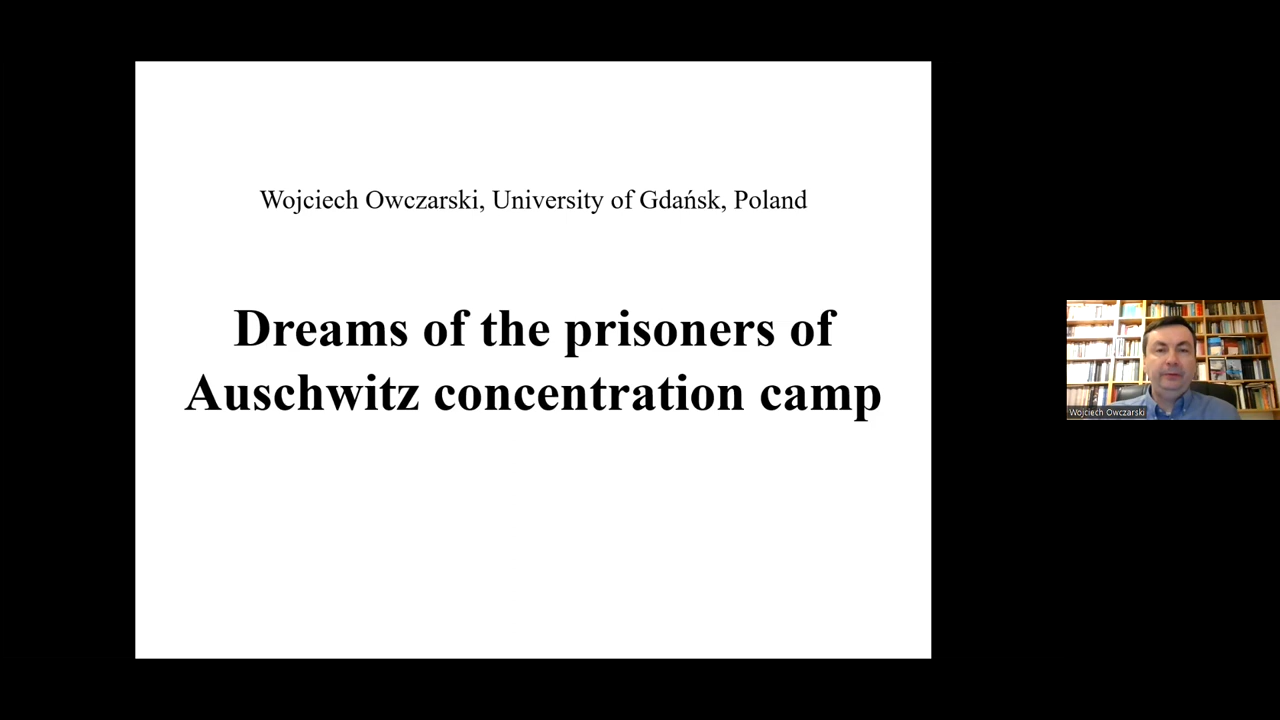 Wojciech Owczarski, University of Gdańsk, Poland
Dreams of the prisoners of
Auschwitz concentration camp
Wojciech Owczarski